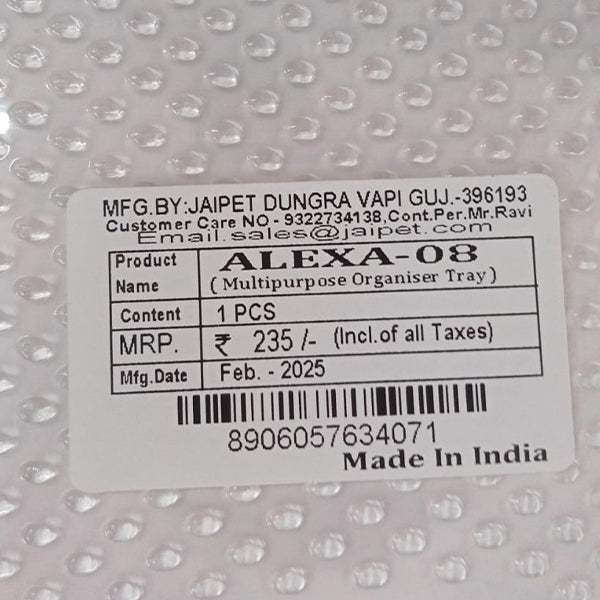 MFG.BY:JAIPET DUNGRA VAPI GUJ.-396193
Customer Care NO - 9322734138,Cont.Per.Mr.Ravi
Email.sales@jaipet.com
Product Name ALEXA-08
(Multipurpose Organiser Tray)
Content 1 PCS
MRP. ₹ 235/- (Incl.of all Taxes)
Mfg.Date Feb. - 2025
8906057634071
Made In India